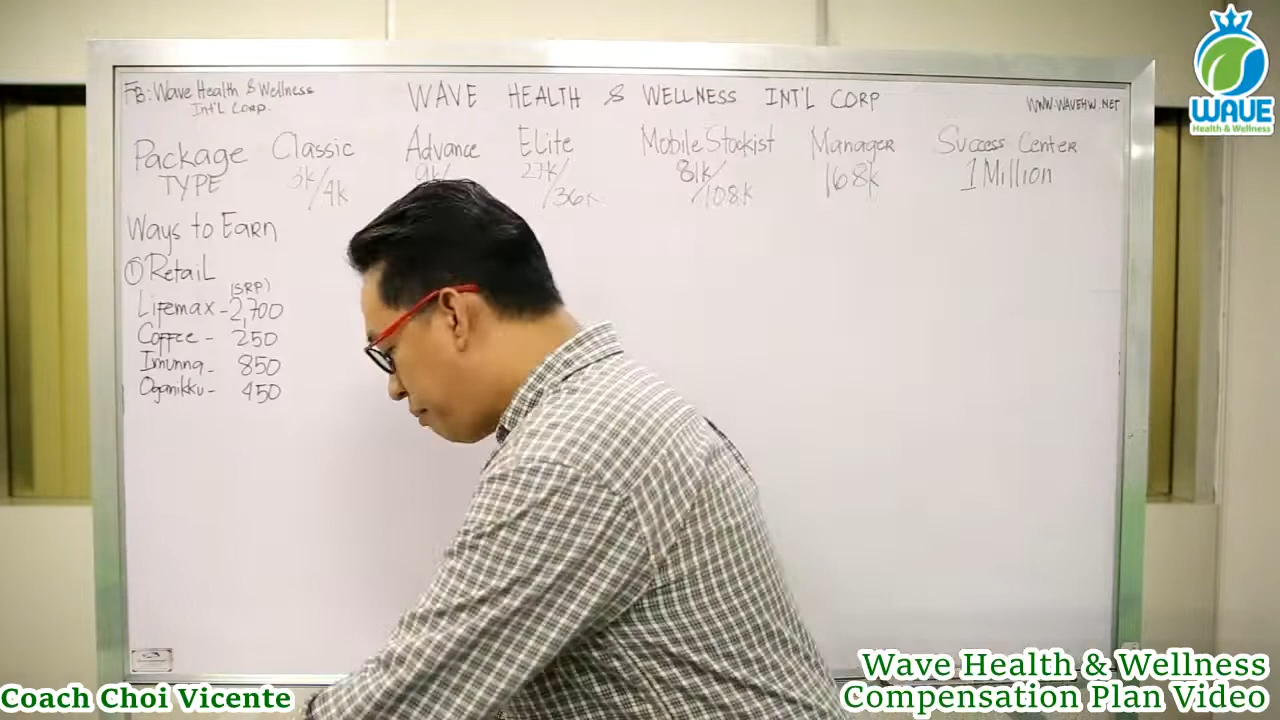 FB: Wave Health & Wellness
Int'l Corp.
WAVE HEALTH & WELLNESS INT'L CORP
WWW.WAVEHW.NET
WAVE
Health & Wellness
Package
TYPE
Classic
3k/4k
Advance
9k/
Elite
27k/36k
Mobile Stockist
81k/108k
Manager
168k
Success Center
1 Million
Ways to Earn
① Retail
(SRP)
Lifemax - 2,700
Coffee - 250
Imunna - 850
Oganikku - 450
Coach Choi Vicente
Wave Health & Wellness
Compensation Plan Video